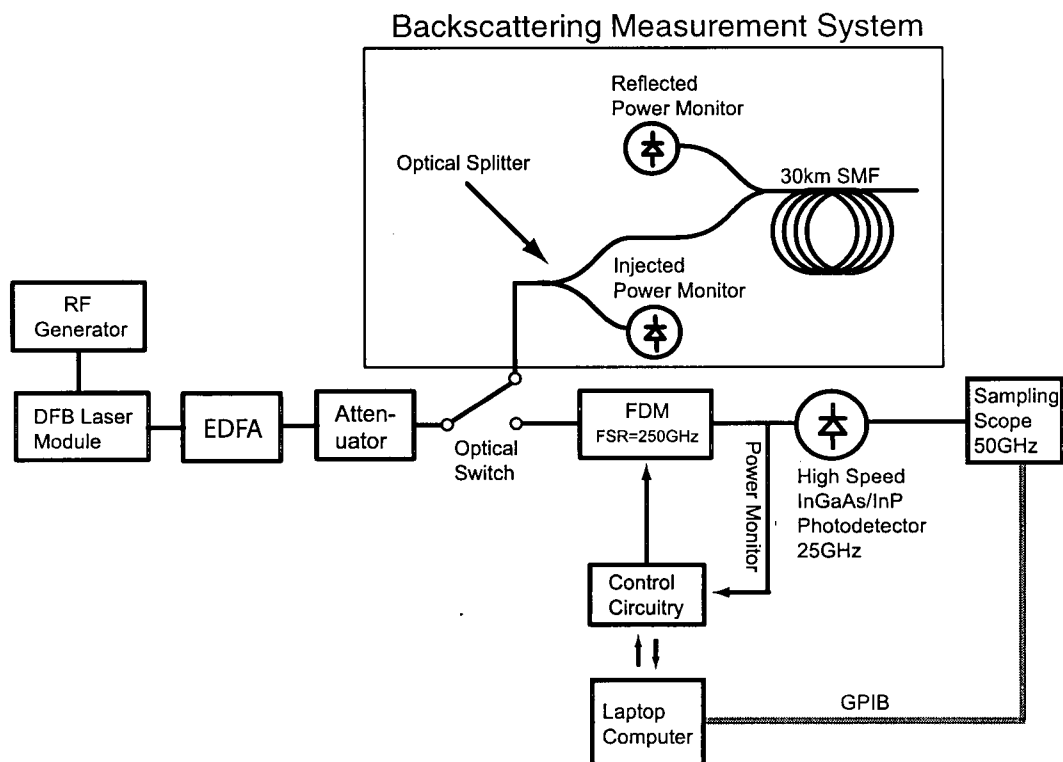 Backscattering Measurement System
Reflected
Power Monitor
Optical Splitter
30km SMF
Injected
Power Monitor
RF
Generator
DFB Laser
Module
EDFA
Atten-
uator
Optical
Switch
FDM
FSR=250GHz
Power Monitor
High Speed
InGaAs/InP
Photodetector
25GHz
Sampling
Scope
50GHz
Control
Circuitry
Laptop
Computer
GPIB